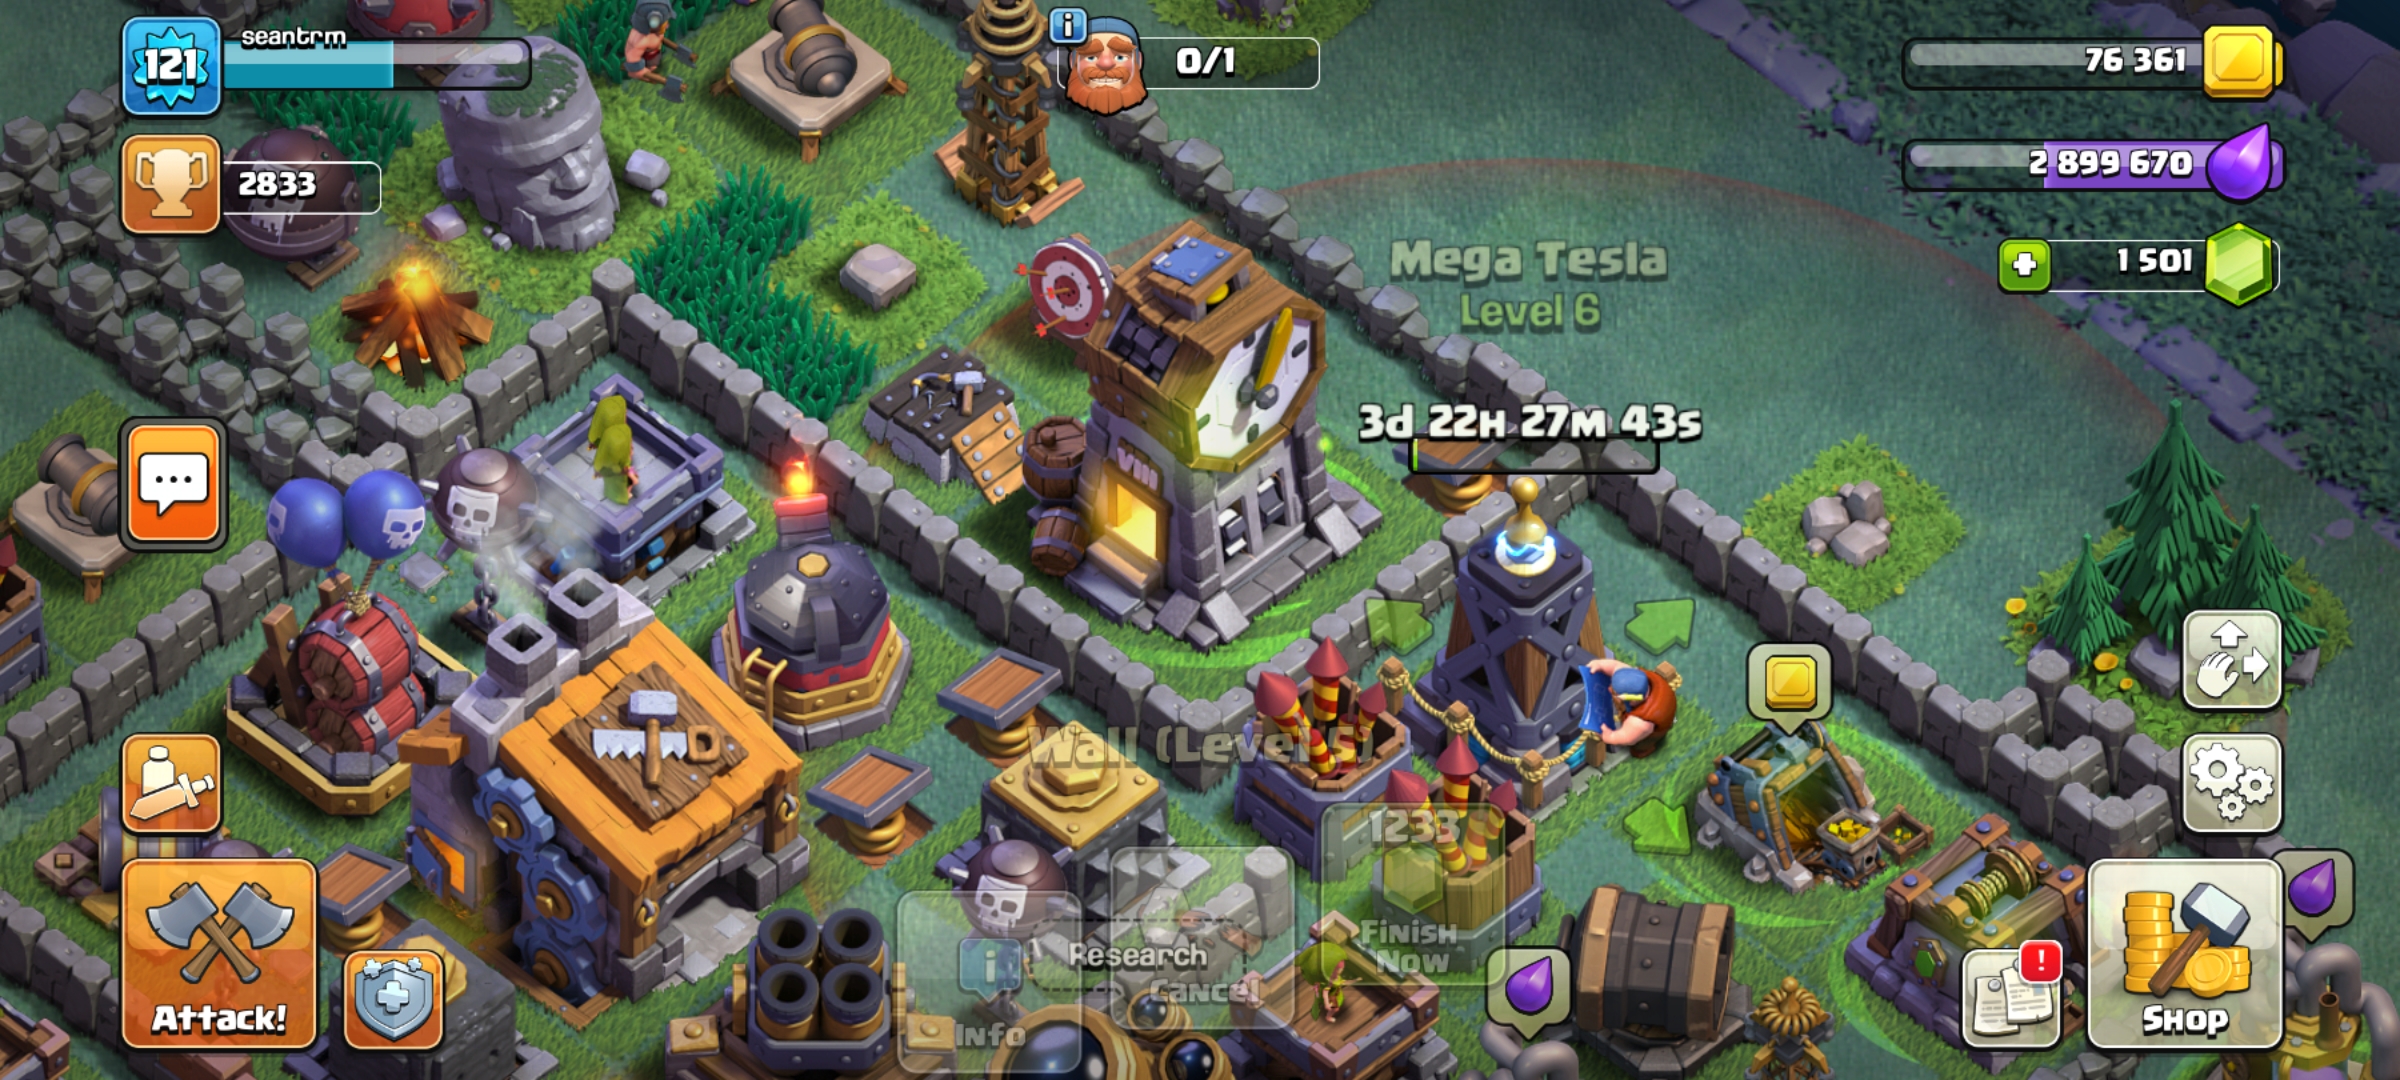 121
seantrm
0/1
76 361
2833
2 899 670
1 501
Mega Tesla
Level 6
3d 22H 27M 43s
VIII
Wall (Level 5)
1233
Finish
Now
Research
Cancel
Info
Attack!
!
Shop